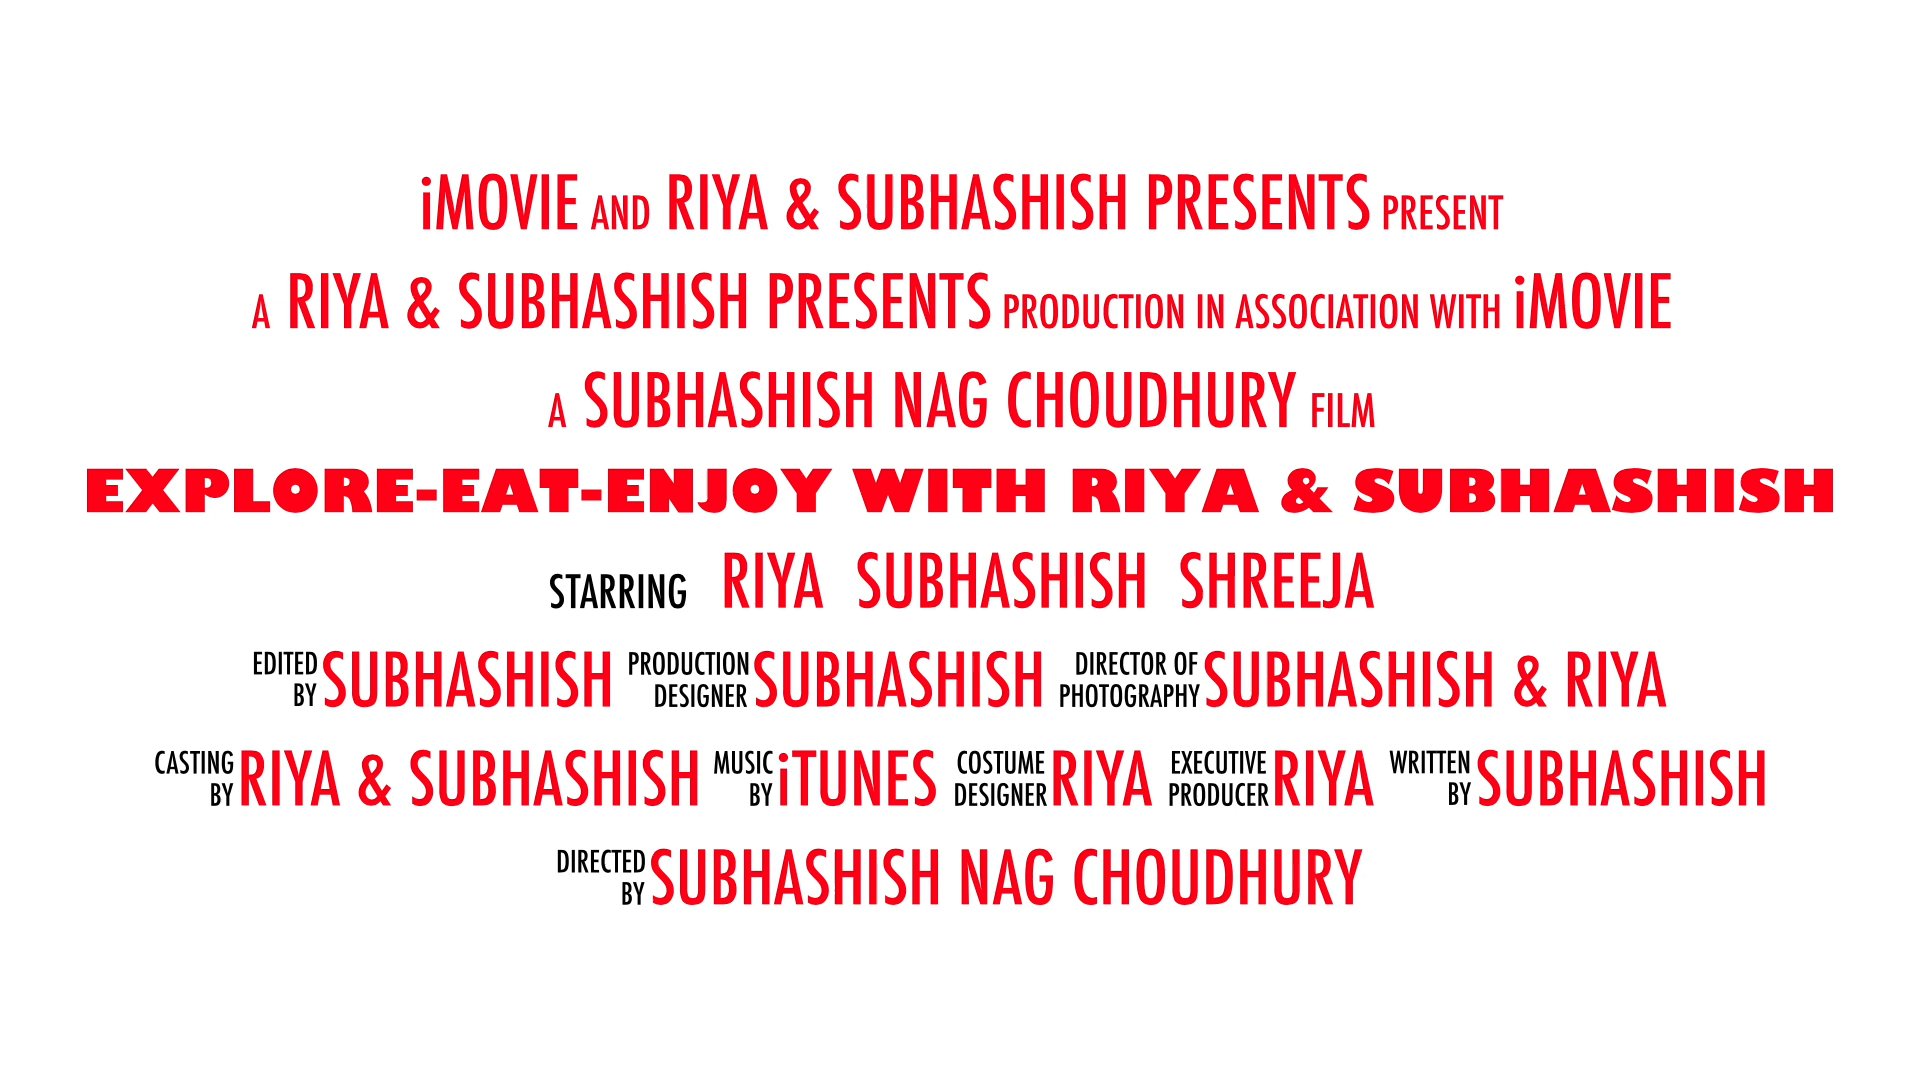 iMOVIE AND RIYA & SUBHASHISH PRESENTS PRESENT
A RIYA & SUBHASHISH PRESENTS PRODUCTION IN ASSOCIATION WITH iMOVIE
A SUBHASHISH NAG CHOUDHURY FILM
EXPLORE-EAT-ENJOY WITH RIYA & SUBHASHISH
STARRING RIYA SUBHASHISH SHREEJA
EDITED BY SUBHASHISH PRODUCTION DESIGNER SUBHASHISH DIRECTOR OF PHOTOGRAPHY SUBHASHISH & RIYA
CASTING BY RIYA & SUBHASHISH MUSIC BY iTUNES COSTUME DESIGNER RIYA EXECUTIVE PRODUCER RIYA WRITTEN BY SUBHASHISH
DIRECTED BY SUBHASHISH NAG CHOUDHURY